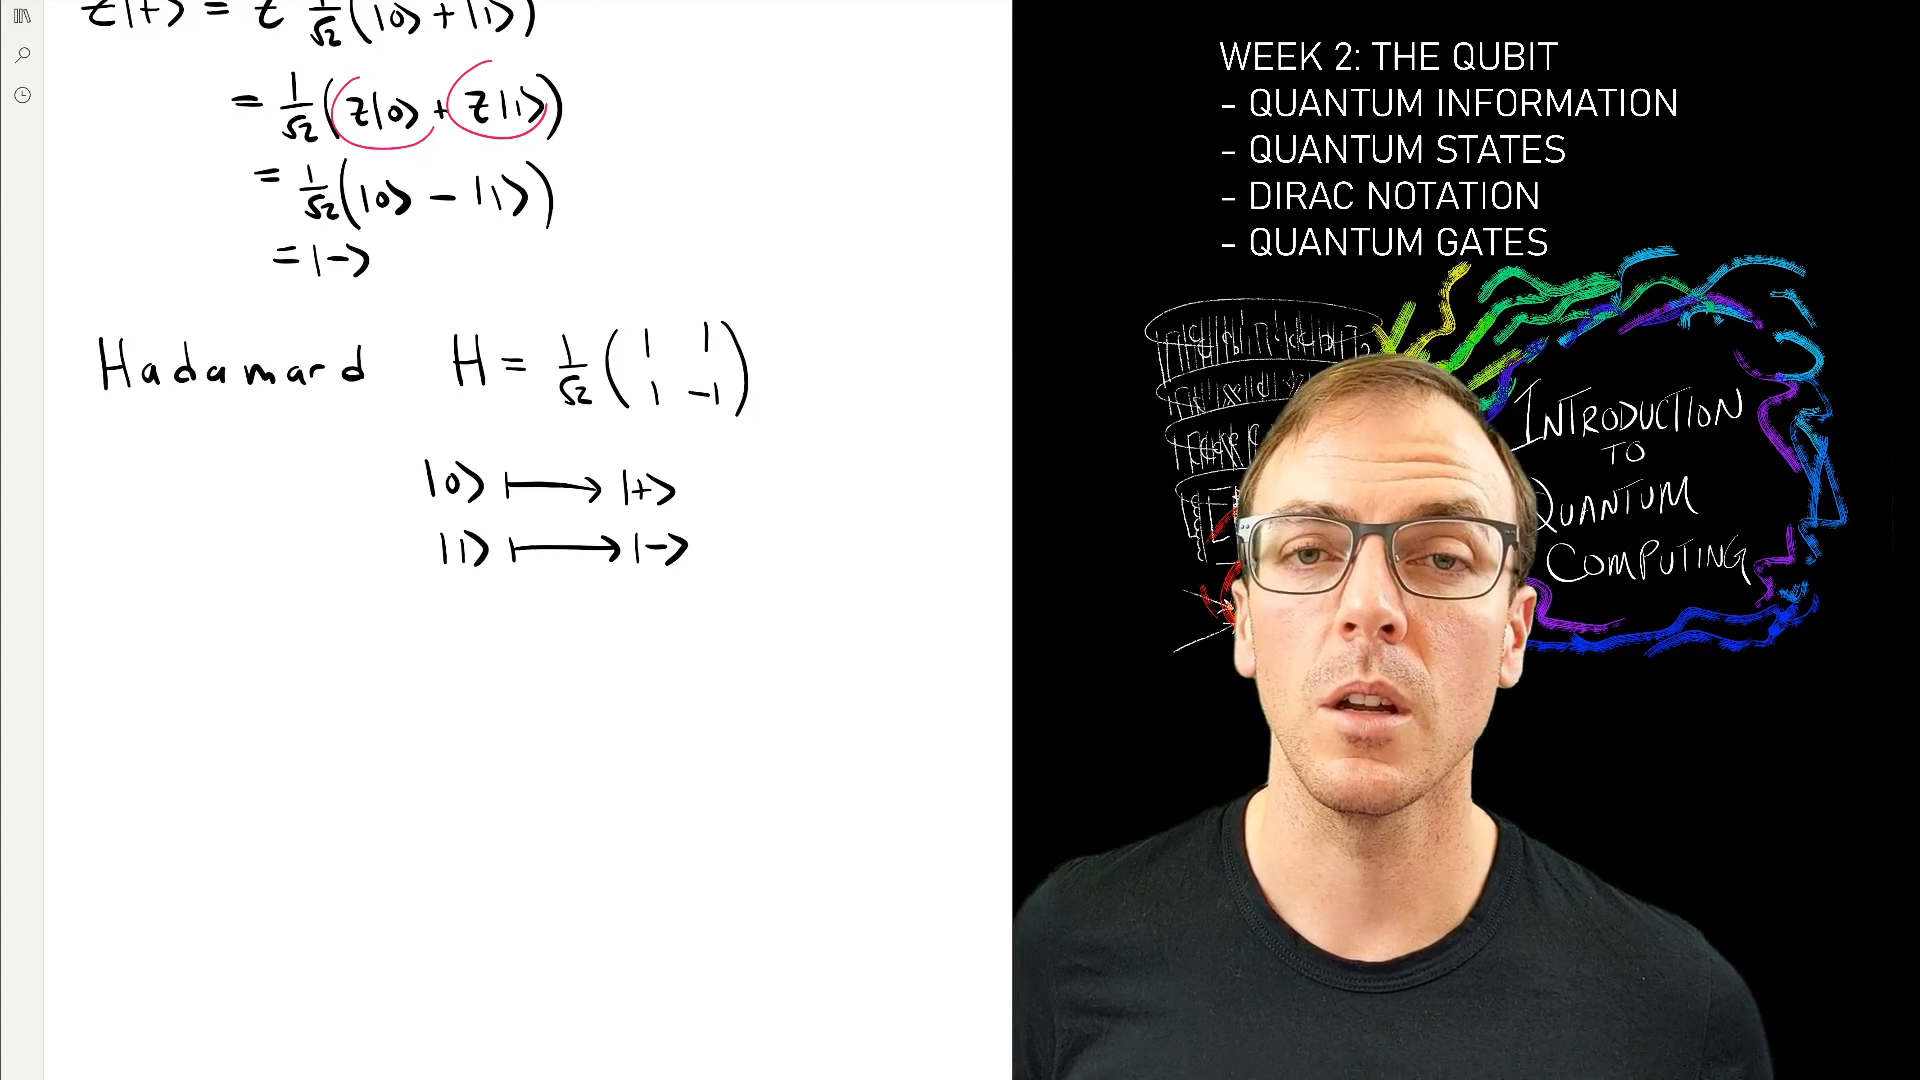 Z|+> = Z 1/√2 (|0> + |1>)
= 1/√2 (Z|0> + Z|1>)
= 1/√2 (|0> - |1>)
= |->
Hadamard H = 1/√2 ( 1 1
1 -1 )
|0> ↦ |+>
|1> ↦ |->
WEEK 2: THE QUBIT
- QUANTUM INFORMATION
- QUANTUM STATES
- DIRAC NOTATION
- QUANTUM GATES
INTRODUCTION
TO
QUANTUM
COMPUTING